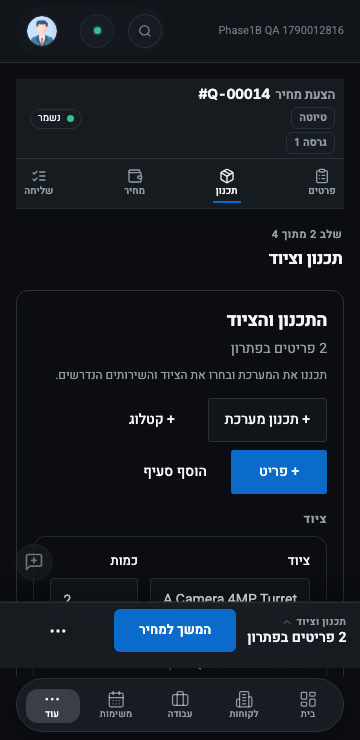 Phase1B QA 1790012816
הצעת מחיר #Q-00014
טיוטה
גרסה 1
נשמר
פרטים
תכנון
מחיר
שליחה
שלב 2 מתוך 4
תכנון וציוד
התכנון והציוד
2 פריטים בפתרון
תכננו את המערכת ובחרו את הציוד והשירותים הנדרשים.
+ תכנון מערכת
+ קטלוג
+ פריט
הוסף סעיף
ציוד
ציוד
כמות
A Camera 4MP Turret
2
תכנון וציוד
2 פריטים בפתרון
המשך למחיר
בית
לקוחות
עבודה
משימות
עוד